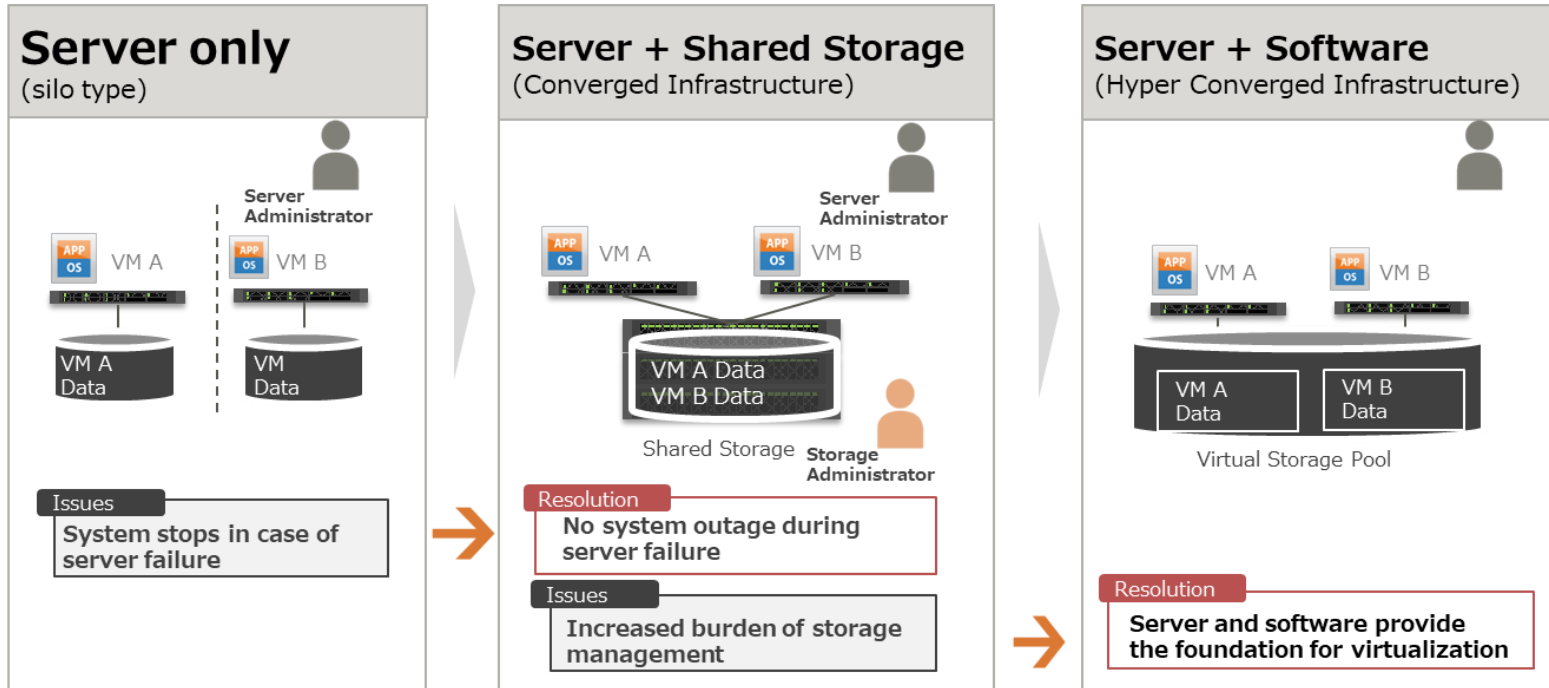 Server only
(silo type)
Server
Administrator
APP
OS
VM A
APP
OS
VM B
VM A
Data
VM
Data
Issues
System stops in case of
server failure
Server + Shared Storage
(Converged Infrastructure)
Server
Administrator
APP
OS
VM A
APP
OS
VM B
VM A Data
VM B Data
Shared Storage
Storage
Administrator
Resolution
No system outage during
server failure
Issues
Increased burden of storage
management
Server + Software
(Hyper Converged Infrastructure)
APP
OS
VM A
APP
OS
VM B
VM A
Data
VM B
Data
Virtual Storage Pool
Resolution
Server and software provide
the foundation for virtualization